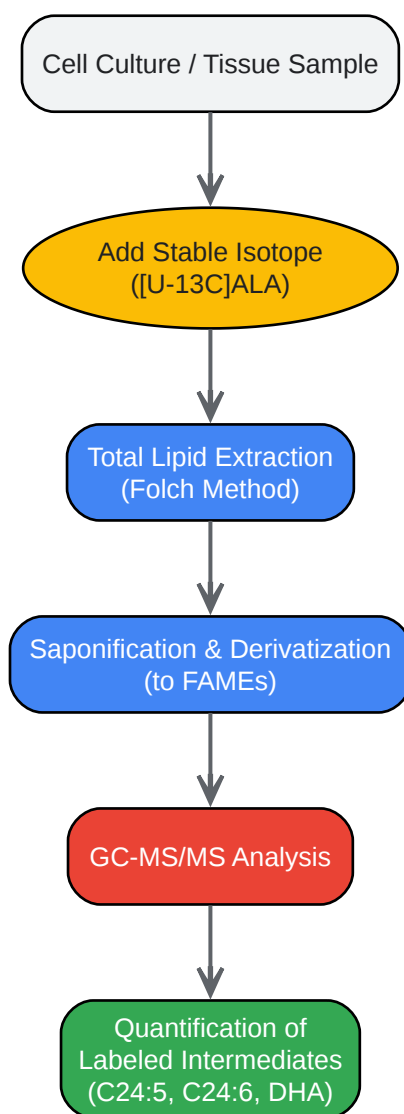 Cell Culture / Tissue Sample
Add Stable Isotope
([U-13C]ALA)
Total Lipid Extraction
(Folch Method)
Saponification & Derivatization
(to FAMEs)
GC-MS/MS Analysis
Quantification of
Labeled Intermediates
(C24:5, C24:6, DHA)